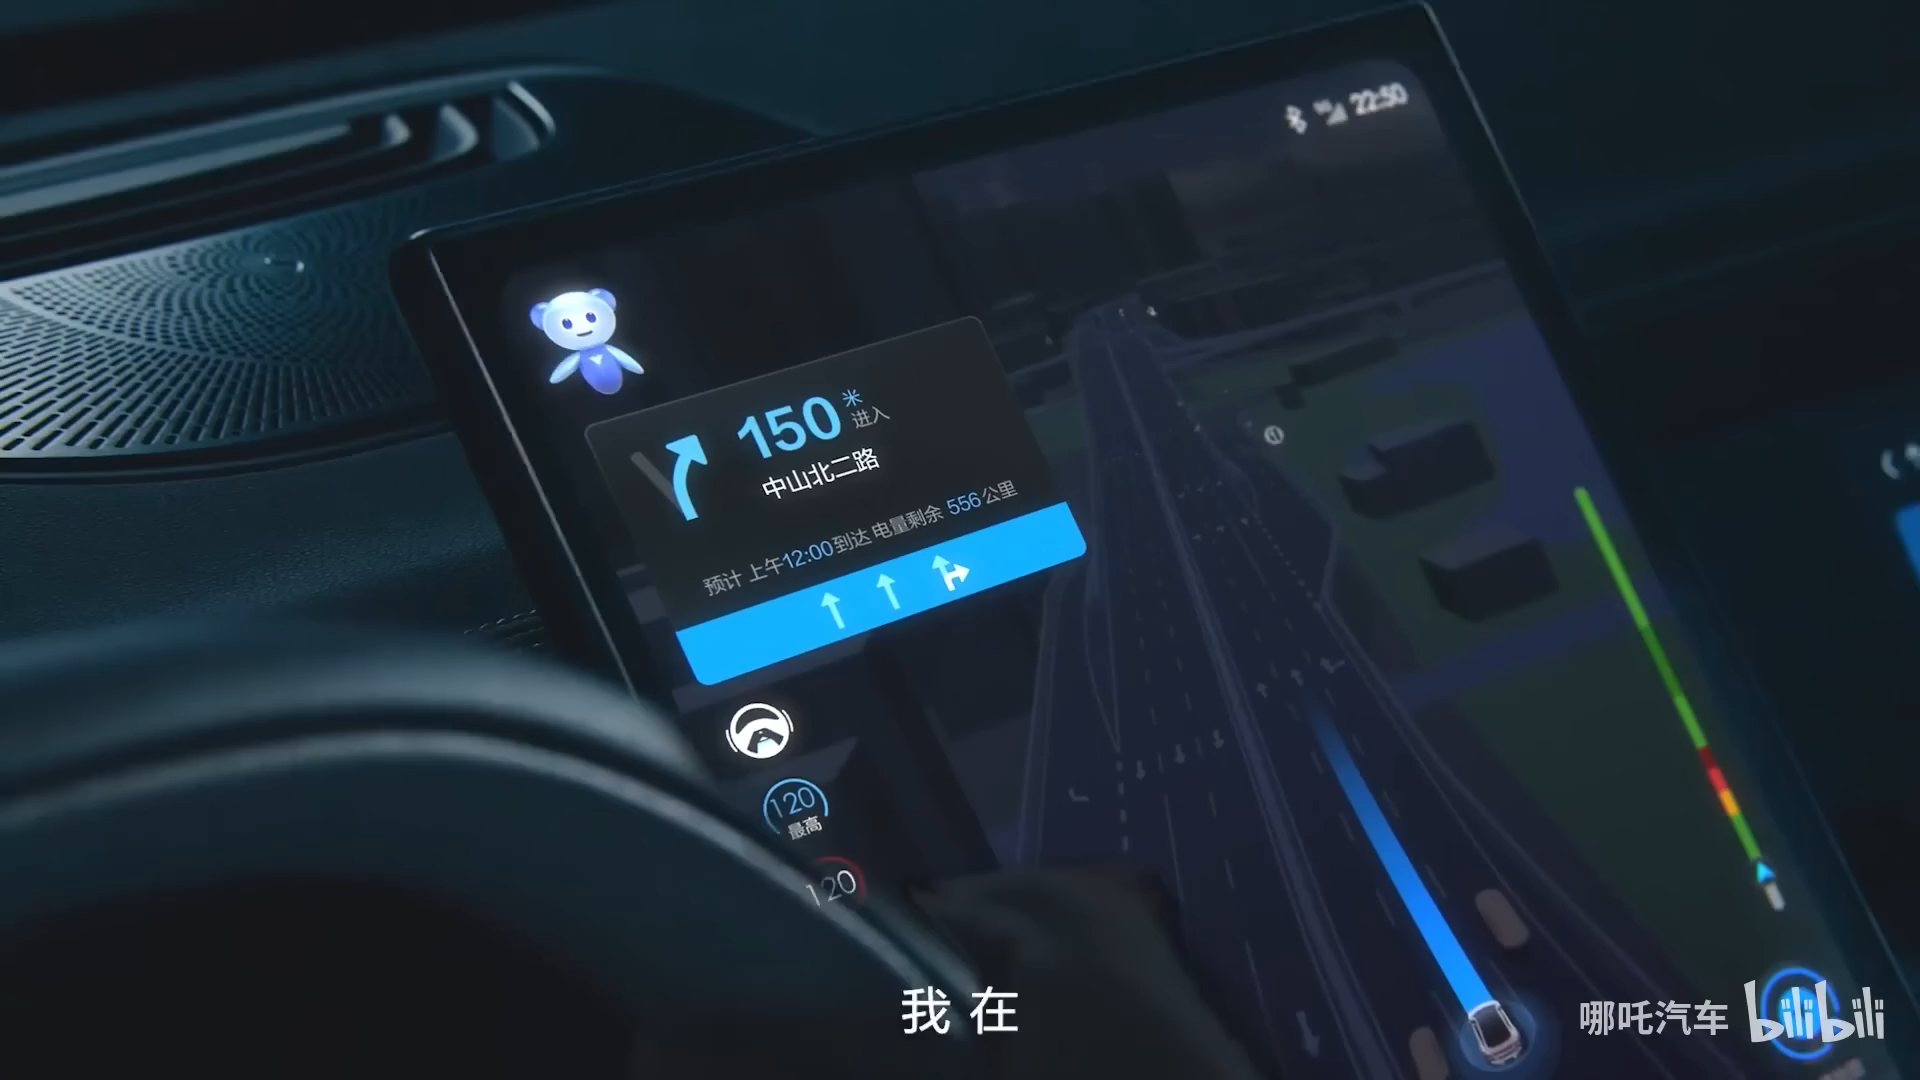 22:50
150米
进入
中山北二路
预计 上午12:00到达 电量剩余 556公里
120
最高
120
我在
哪吒汽车 bilibili